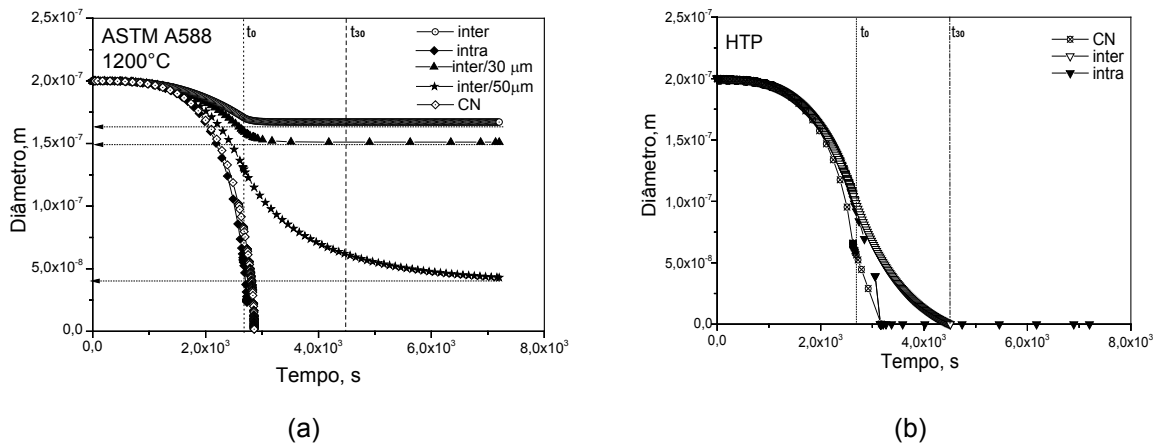 ASTM A588
1200°C
t₀
t₃₀
inter
intra
inter/30 µm
inter/50µm
CN
Diâmetro,m
2,5x10⁻⁷
2,0x10⁻⁷
1,5x10⁻⁷
1,0x10⁻⁷
5,0x10⁻⁸
0,0
0,0
2,0x10³
4,0x10³
6,0x10³
8,0x10³
Tempo, s
(a)
HTP
t₀
t₃₀
CN
inter
intra
Diâmetro,m
2,5x10⁻⁷
2,0x10⁻⁷
1,5x10⁻⁷
1,0x10⁻⁷
5,0x10⁻⁸
0,0
0,0
2,0x10³
4,0x10³
6,0x10³
8,0x10³
Tempo, s
(b)